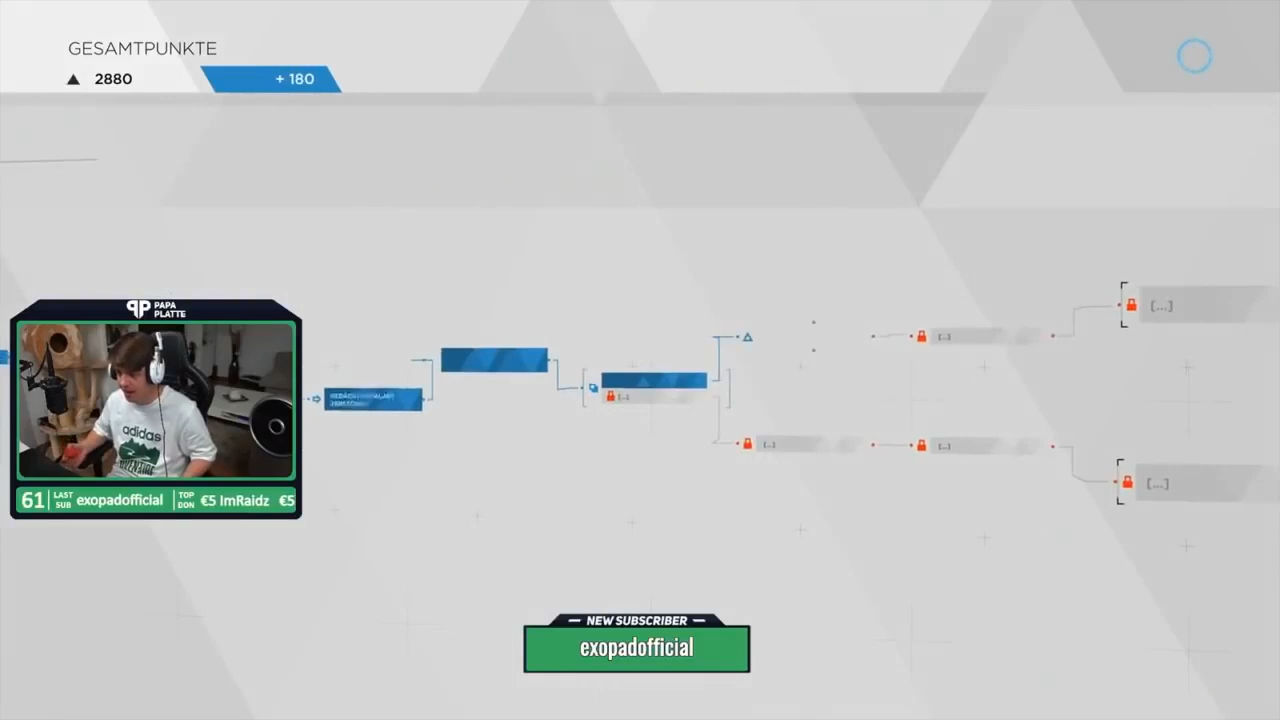 GESAMTPUNKTE
2880
+ 180
[...]
[...]
[...]
[...]
[...]
[...]
PAPA
PLATTE
adidas
61 LAST SUB exopadofficial TOP DON €5 ImRaidz €5
NEW SUBSCRIBER
exopadofficial